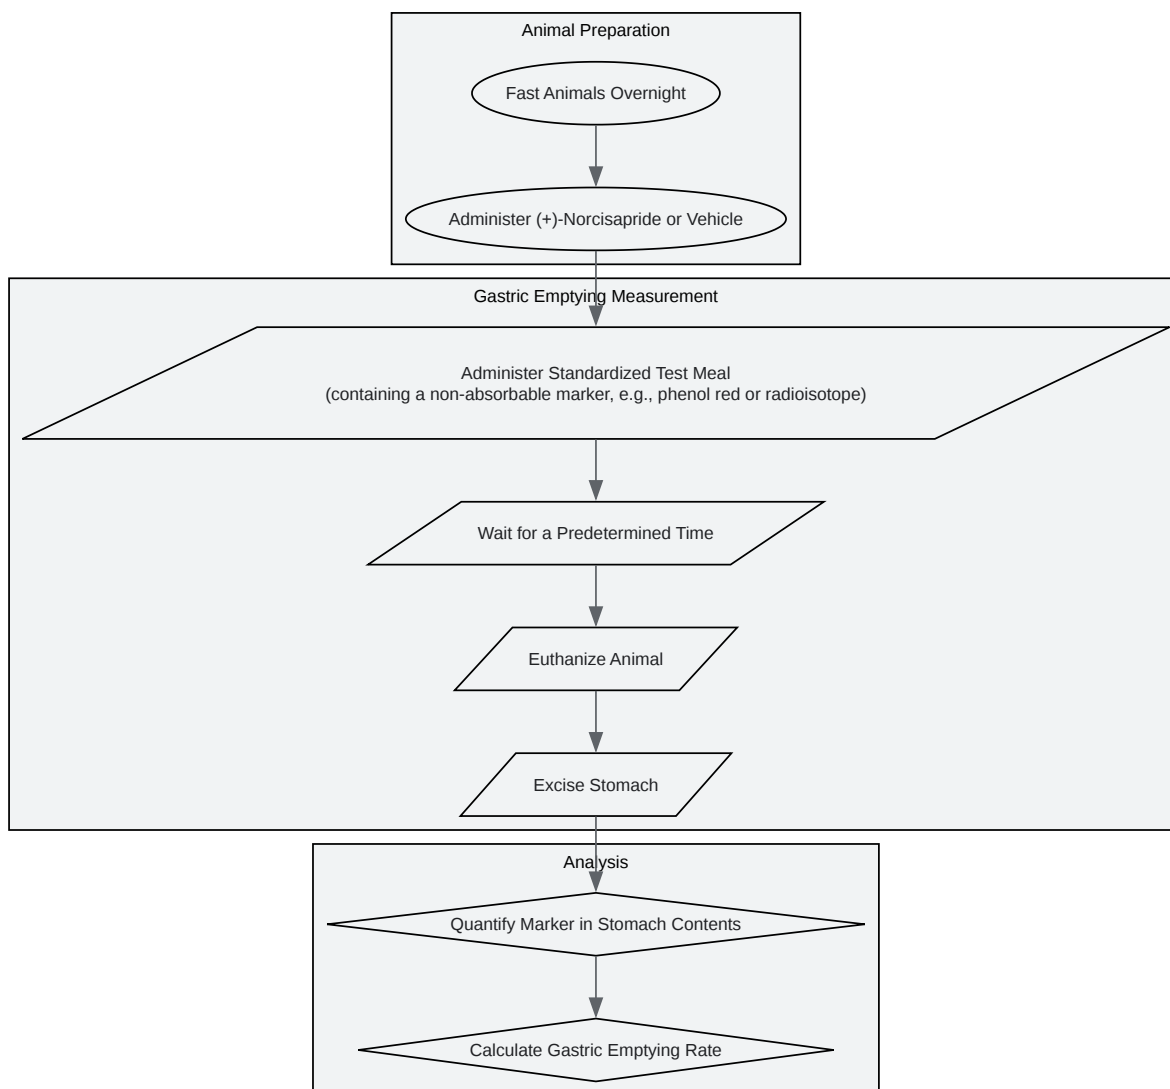 Animal Preparation
Fast Animals Overnight
Administer (+)-Norcisapride or Vehicle
Gastric Emptying Measurement
Administer Standardized Test Meal
(containing a non-absorbable marker, e.g., phenol red or radioisotope)
Wait for a Predetermined Time
Euthanize Animal
Excise Stomach
Analysis
Quantify Marker in Stomach Contents
Calculate Gastric Emptying Rate